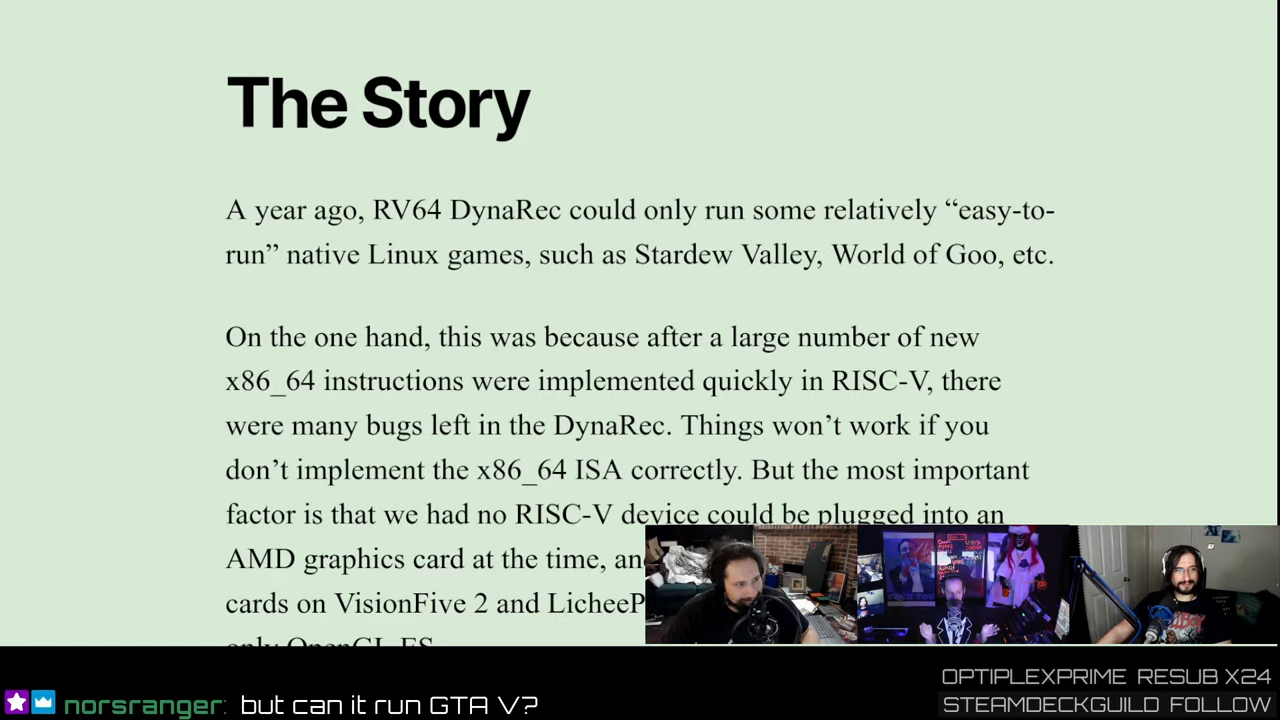 The Story
A year ago, RV64 DynaRec could only run some relatively “easy-to-
run” native Linux games, such as Stardew Valley, World of Goo, etc.
On the one hand, this was because after a large number of new
x86_64 instructions were implemented quickly in RISC-V, there
were many bugs left in the DynaRec. Things won’t work if you
don’t implement the x86_64 ISA correctly. But the most important
factor is that we had no RISC-V device could be plugged into an
AMD graphics card at the time, an
cards on VisionFive 2 and LicheeP
only OpenGL ES
norsranger: but can it run GTA V?
OPTIPLEXPRIME RESUB X24
STEAMDECKGUILD FOLLOW